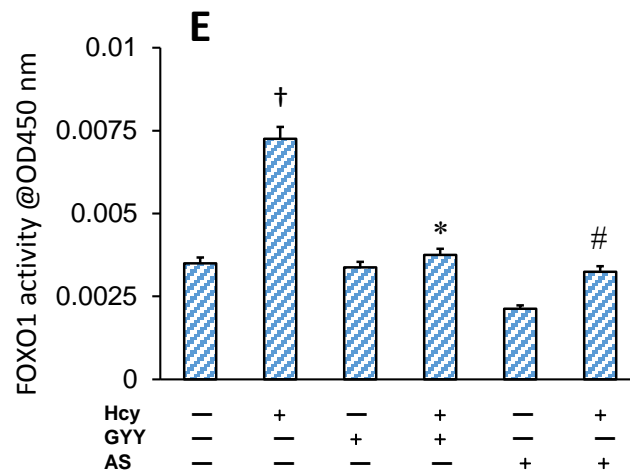 E
FOXO1 activity @OD450 nm
0.01
0.0075
0.005
0.0025
0
†
*
#
Hcy — + — + — +
GYY — — + + — —
AS — — — — + +